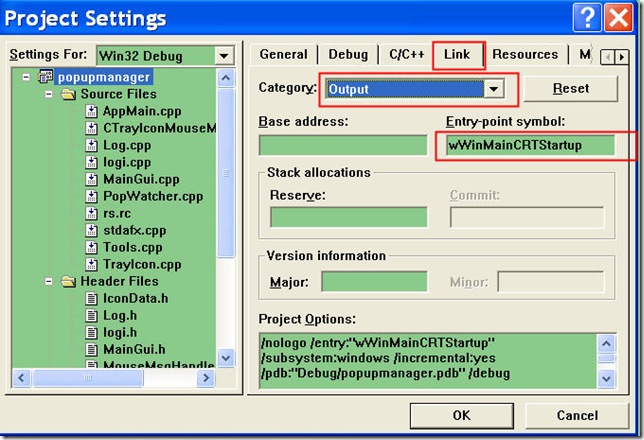 Project Settings
Settings For: Win32 Debug
popupmanager
Source Files
AppMain.cpp
CTrayIconMouseM
Log.cpp
logi.cpp
MainGui.cpp
PopWatcher.cpp
rs.rc
stdafx.cpp
Tools.cpp
TrayIcon.cpp
Header Files
IconData.h
Log.h
logi.h
MainGui.h
MouseMsgHandle
General Debug C/C++ Link Resources M
Category: Output Reset
Base address: Entry-point symbol:
wWinMainCRTStartup
Stack allocations
Reserve: Commit:
Version information
Major: Minor:
Project Options:
/nologo /entry:"wWinMainCRTStartup"
/subsystem:windows /incremental:yes
/pdb:"Debug/popupmanager.pdb" /debug
OK Cancel